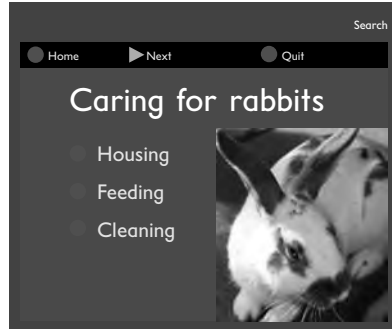 Search
Home Next Quit
Caring for rabbits
Housing
Feeding
Cleaning